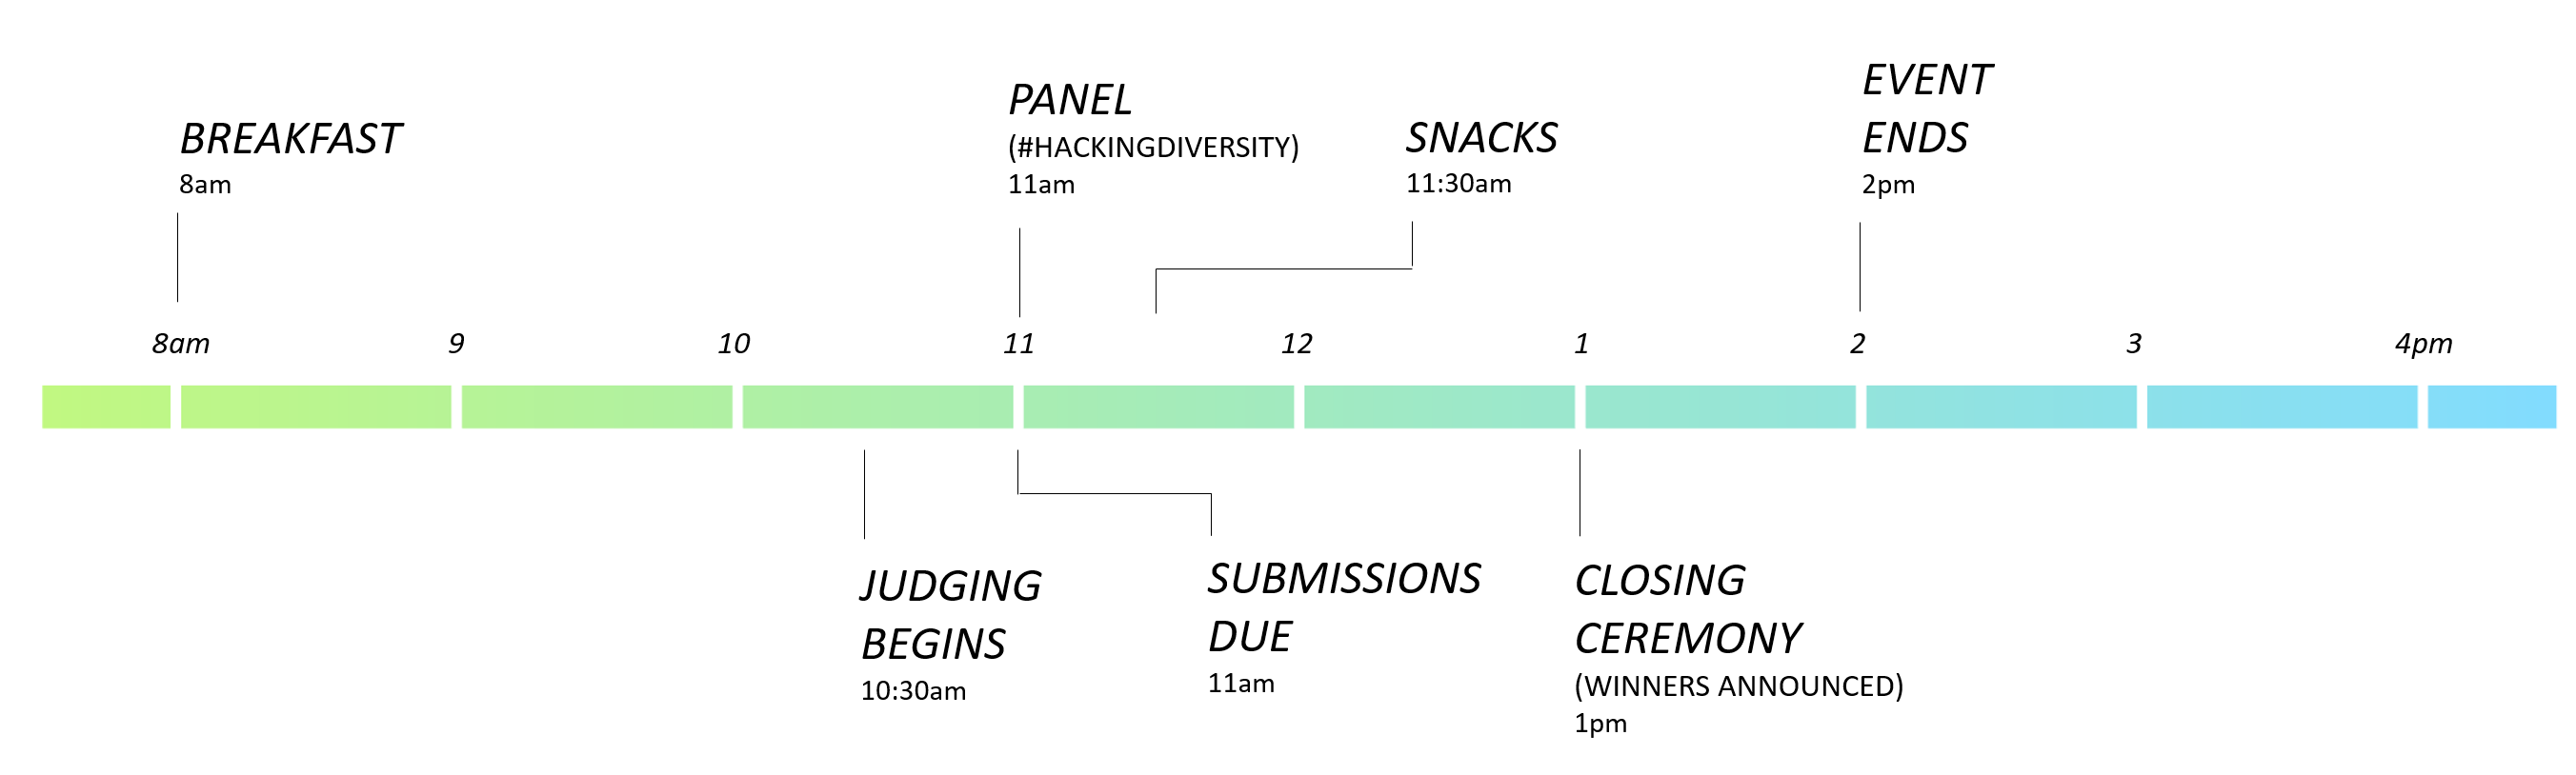 BREAKFAST
8am
PANEL
(#HACKINGDIVERSITY)
11am
SNACKS
11:30am
EVENT
ENDS
2pm
8am 9 10 11 12 1 2 3 4pm
JUDGING
BEGINS
10:30am
SUBMISSIONS
DUE
11am
CLOSING
CEREMONY
(WINNERS ANNOUNCED)
1pm